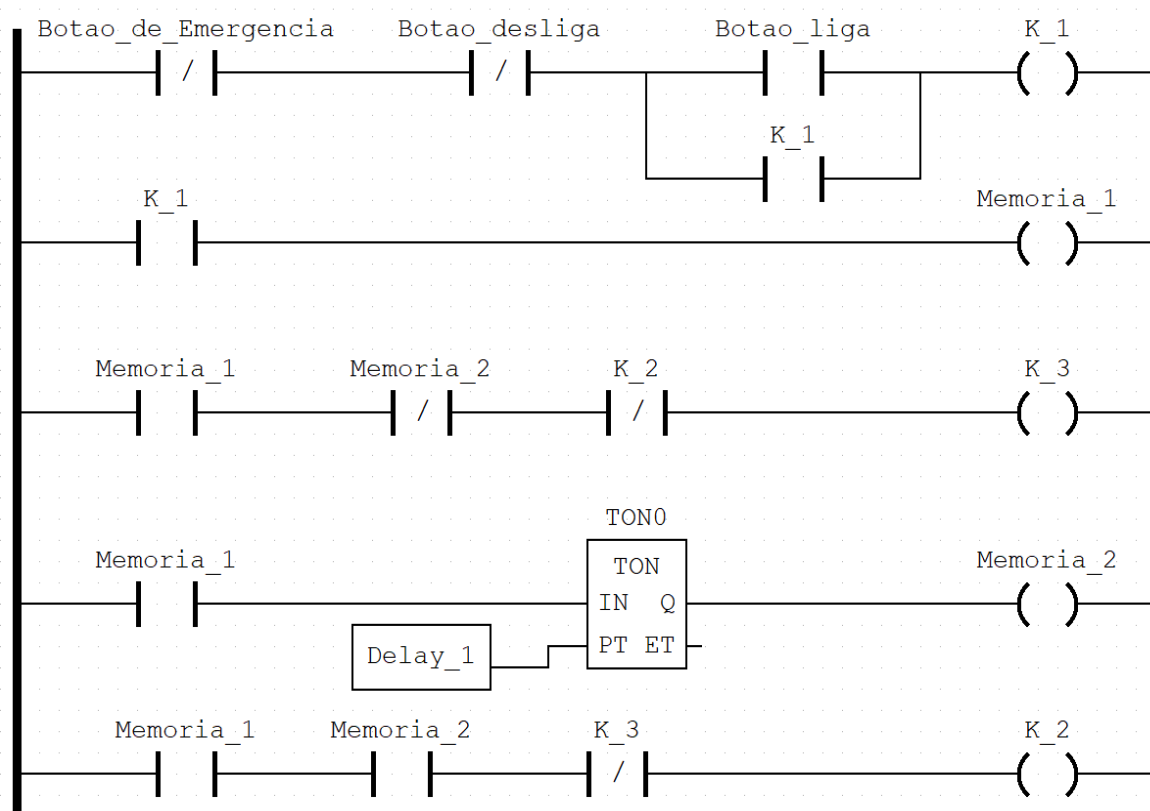 Botao_de_Emergencia Botao_desliga Botao_liga K_1
/ / ( )
K_1
K_1 Memoria_1
( )
Memoria_1 Memoria_2 K_2 K_3
/ / ( )
TON0
TON
Memoria_1 Memoria_2
IN Q ( )
PT ET
Delay_1
Memoria_1 Memoria_2 K_3 K_2
/ ( )